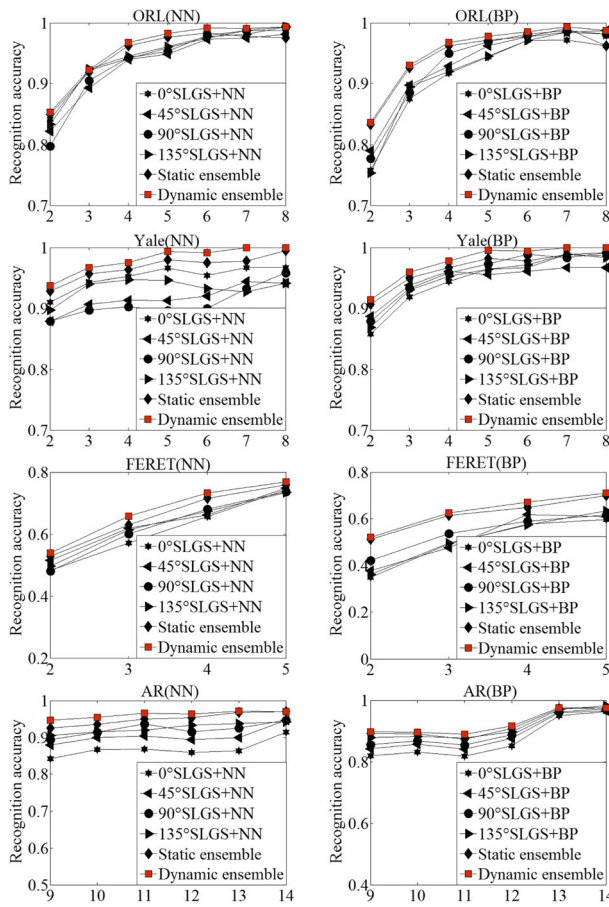 ORL(NN)
1
0.9
0.8
0.7
Recognition accuracy
0°SLGS+NN
45°SLGS+NN
90°SLGS+NN
135°SLGS+NN
Static ensemble
Dynamic ensemble
2 3 4 5 6 7 8
ORL(BP)
1
0.9
0.8
0.7
Recognition accuracy
0°SLGS+BP
45°SLGS+BP
90°SLGS+BP
135°SLGS+BP
Static ensemble
Dynamic ensemble
2 3 4 5 6 7 8
Yale(NN)
1
0.9
0.8
0.7
Recognition accuracy
0°SLGS+NN
45°SLGS+NN
90°SLGS+NN
135°SLGS+NN
Static ensemble
Dynamic ensemble
2 3 4 5 6 7 8
Yale(BP)
1
0.9
0.8
0.7
Recognition accuracy
0°SLGS+BP
45°SLGS+BP
90°SLGS+BP
135°SLGS+BP
Static ensemble
Dynamic ensemble
2 3 4 5 6 7 8
FERET(NN)
0.8
0.6
0.4
0.2
Recognition accuracy
0°SLGS+NN
45°SLGS+NN
90°SLGS+NN
135°SLGS+NN
Static ensemble
Dynamic ensemble
2 3 4 5
FERET(BP)
0.8
0.6
0.4
0.2
0
Recognition accuracy
0°SLGS+BP
45°SLGS+BP
90°SLGS+BP
135°SLGS+BP
Static ensemble
Dynamic ensemble
2 3 4 5
AR(NN)
1
0.9
0.8
0.7
0.6
0.5
Recognition accuracy
0°SLGS+NN
45°SLGS+NN
90°SLGS+NN
135°SLGS+NN
Static ensemble
Dynamic ensemble
9 10 11 12 13 14
AR(BP)
1
0.8
0.6
0.4
Recognition accuracy
0°SLGS+BP
45°SLGS+BP
90°SLGS+BP
135°SLGS+BP
Static ensemble
Dynamic ensemble
9 10 11 12 13 14